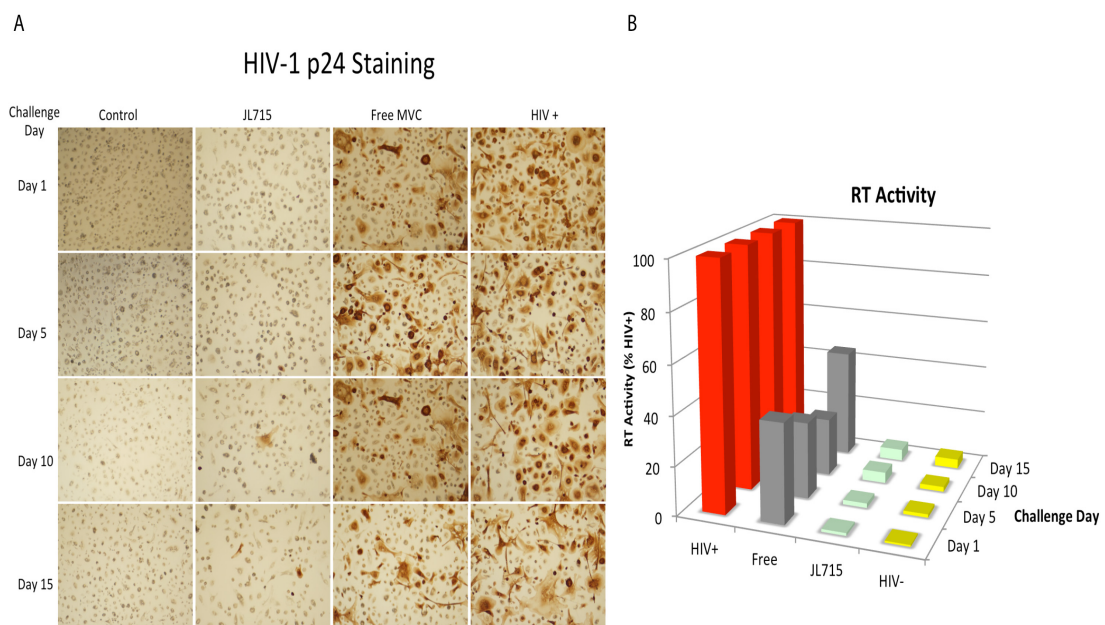 A
HIV-1 p24 Staining
Challenge
Day
Control
JL715
Free MVC
HIV +
Day 1
Day 5
Day 10
Day 15
B
RT Activity
RT Activity (% HIV+)
100
80
60
40
20
0
HIV+
Free
JL715
HIV-
Day 15
Day 10
Day 5
Day 1
Challenge Day